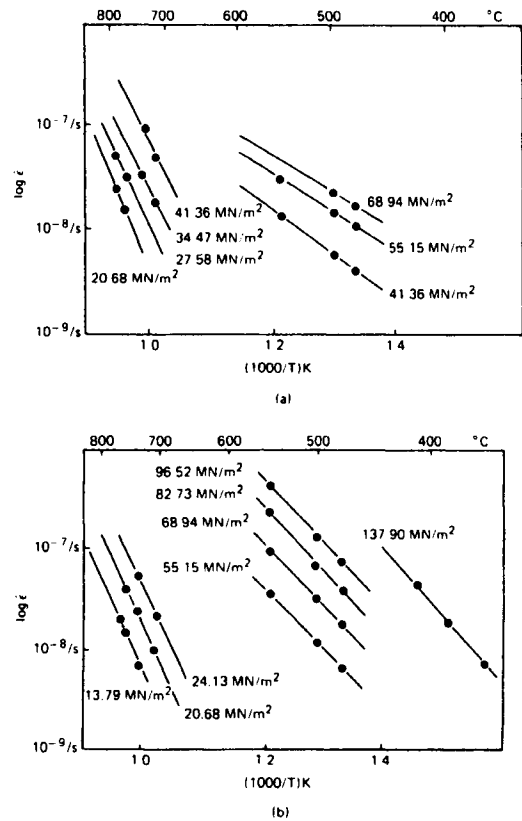 800 700 600 500 400 °C
10⁻⁷/s
10⁻⁸/s
10⁻⁹/s
log ε̇
41 36 MN/m²
34 47 MN/m²
27 58 MN/m²
20 68 MN/m²
68 94 MN/m²
55 15 MN/m²
41 36 MN/m²
1 0 1 2 1 4
(1000/T)K
(a)
800 700 600 500 400 °C
10⁻⁷/s
10⁻⁸/s
10⁻⁹/s
log ε̇
96 52 MN/m²
82 73 MN/m²
68 94 MN/m²
55 15 MN/m²
137 90 MN/m²
24.13 MN/m²
13.79 MN/m²
20.68 MN/m²
1 0 1 2 1 4
(1000/T)K
(b)